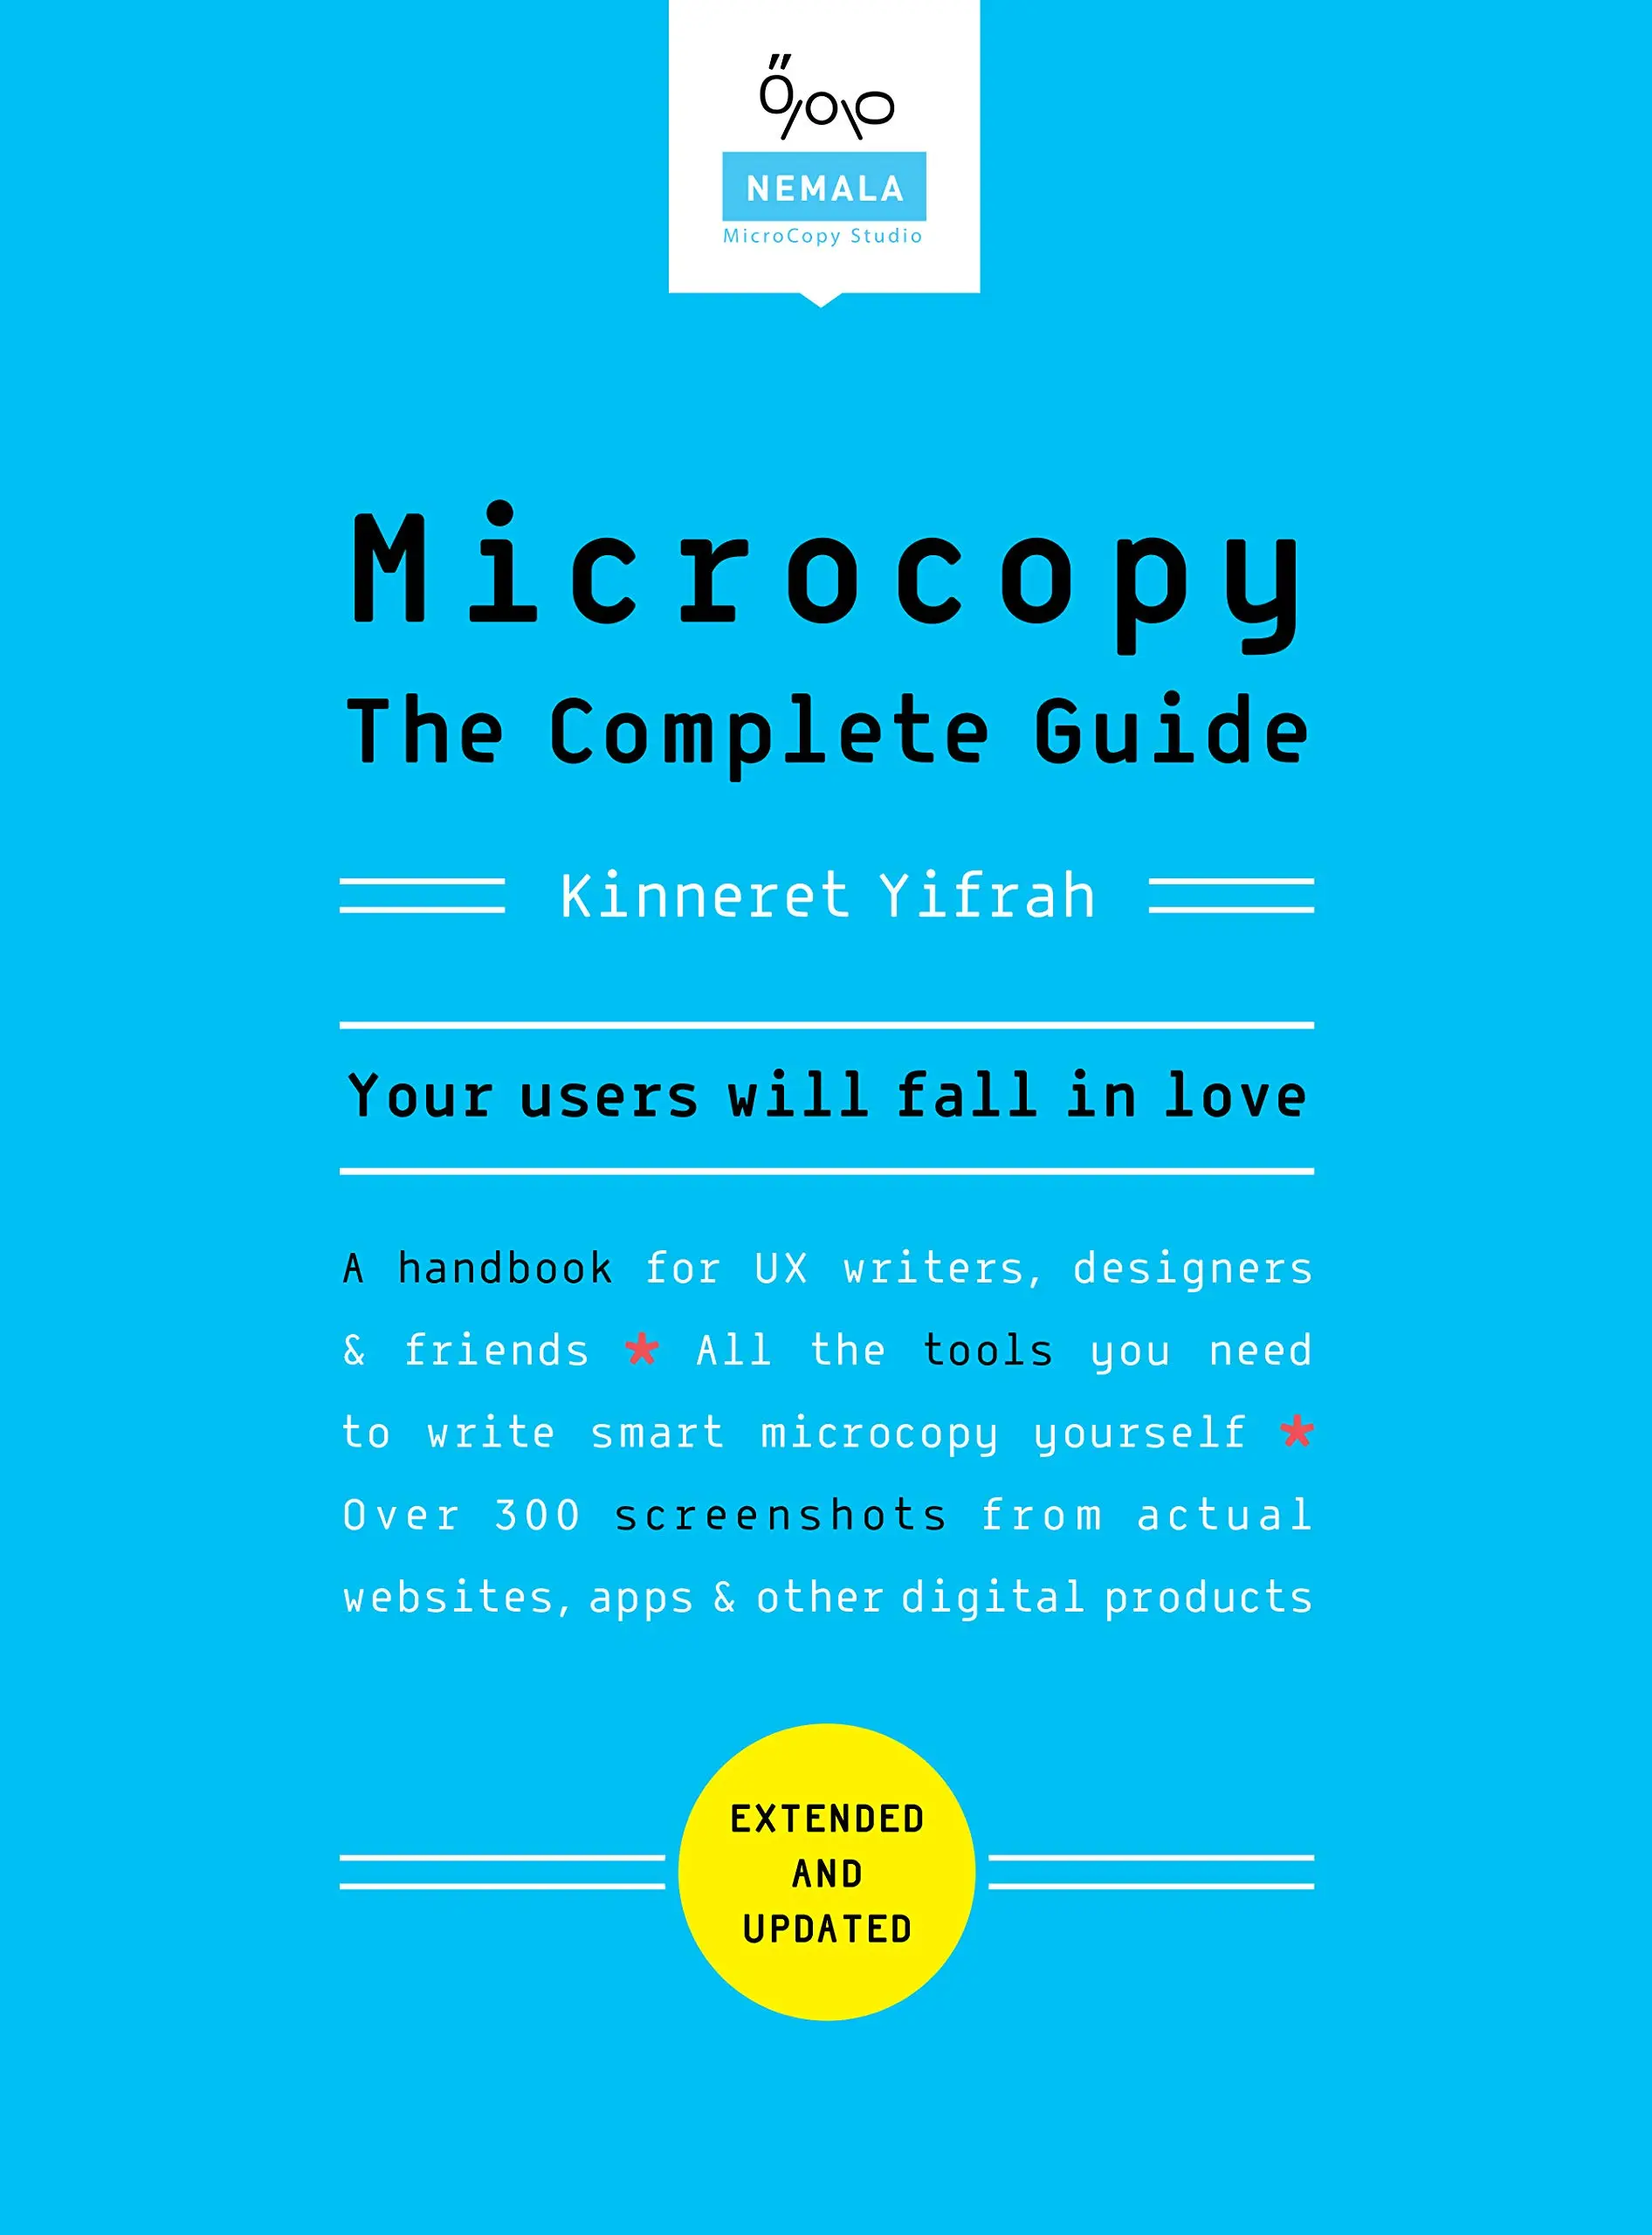 NEMALA
MicroCopy Studio
Microcopy
The Complete Guide
Kinneret Yifrah
Your users will fall in love
A handbook for UX writers, designers
& friends * All the tools you need
to write smart microcopy yourself *
Over 300 screenshots from actual
websites, apps & other digital products
EXTENDED
AND
UPDATED